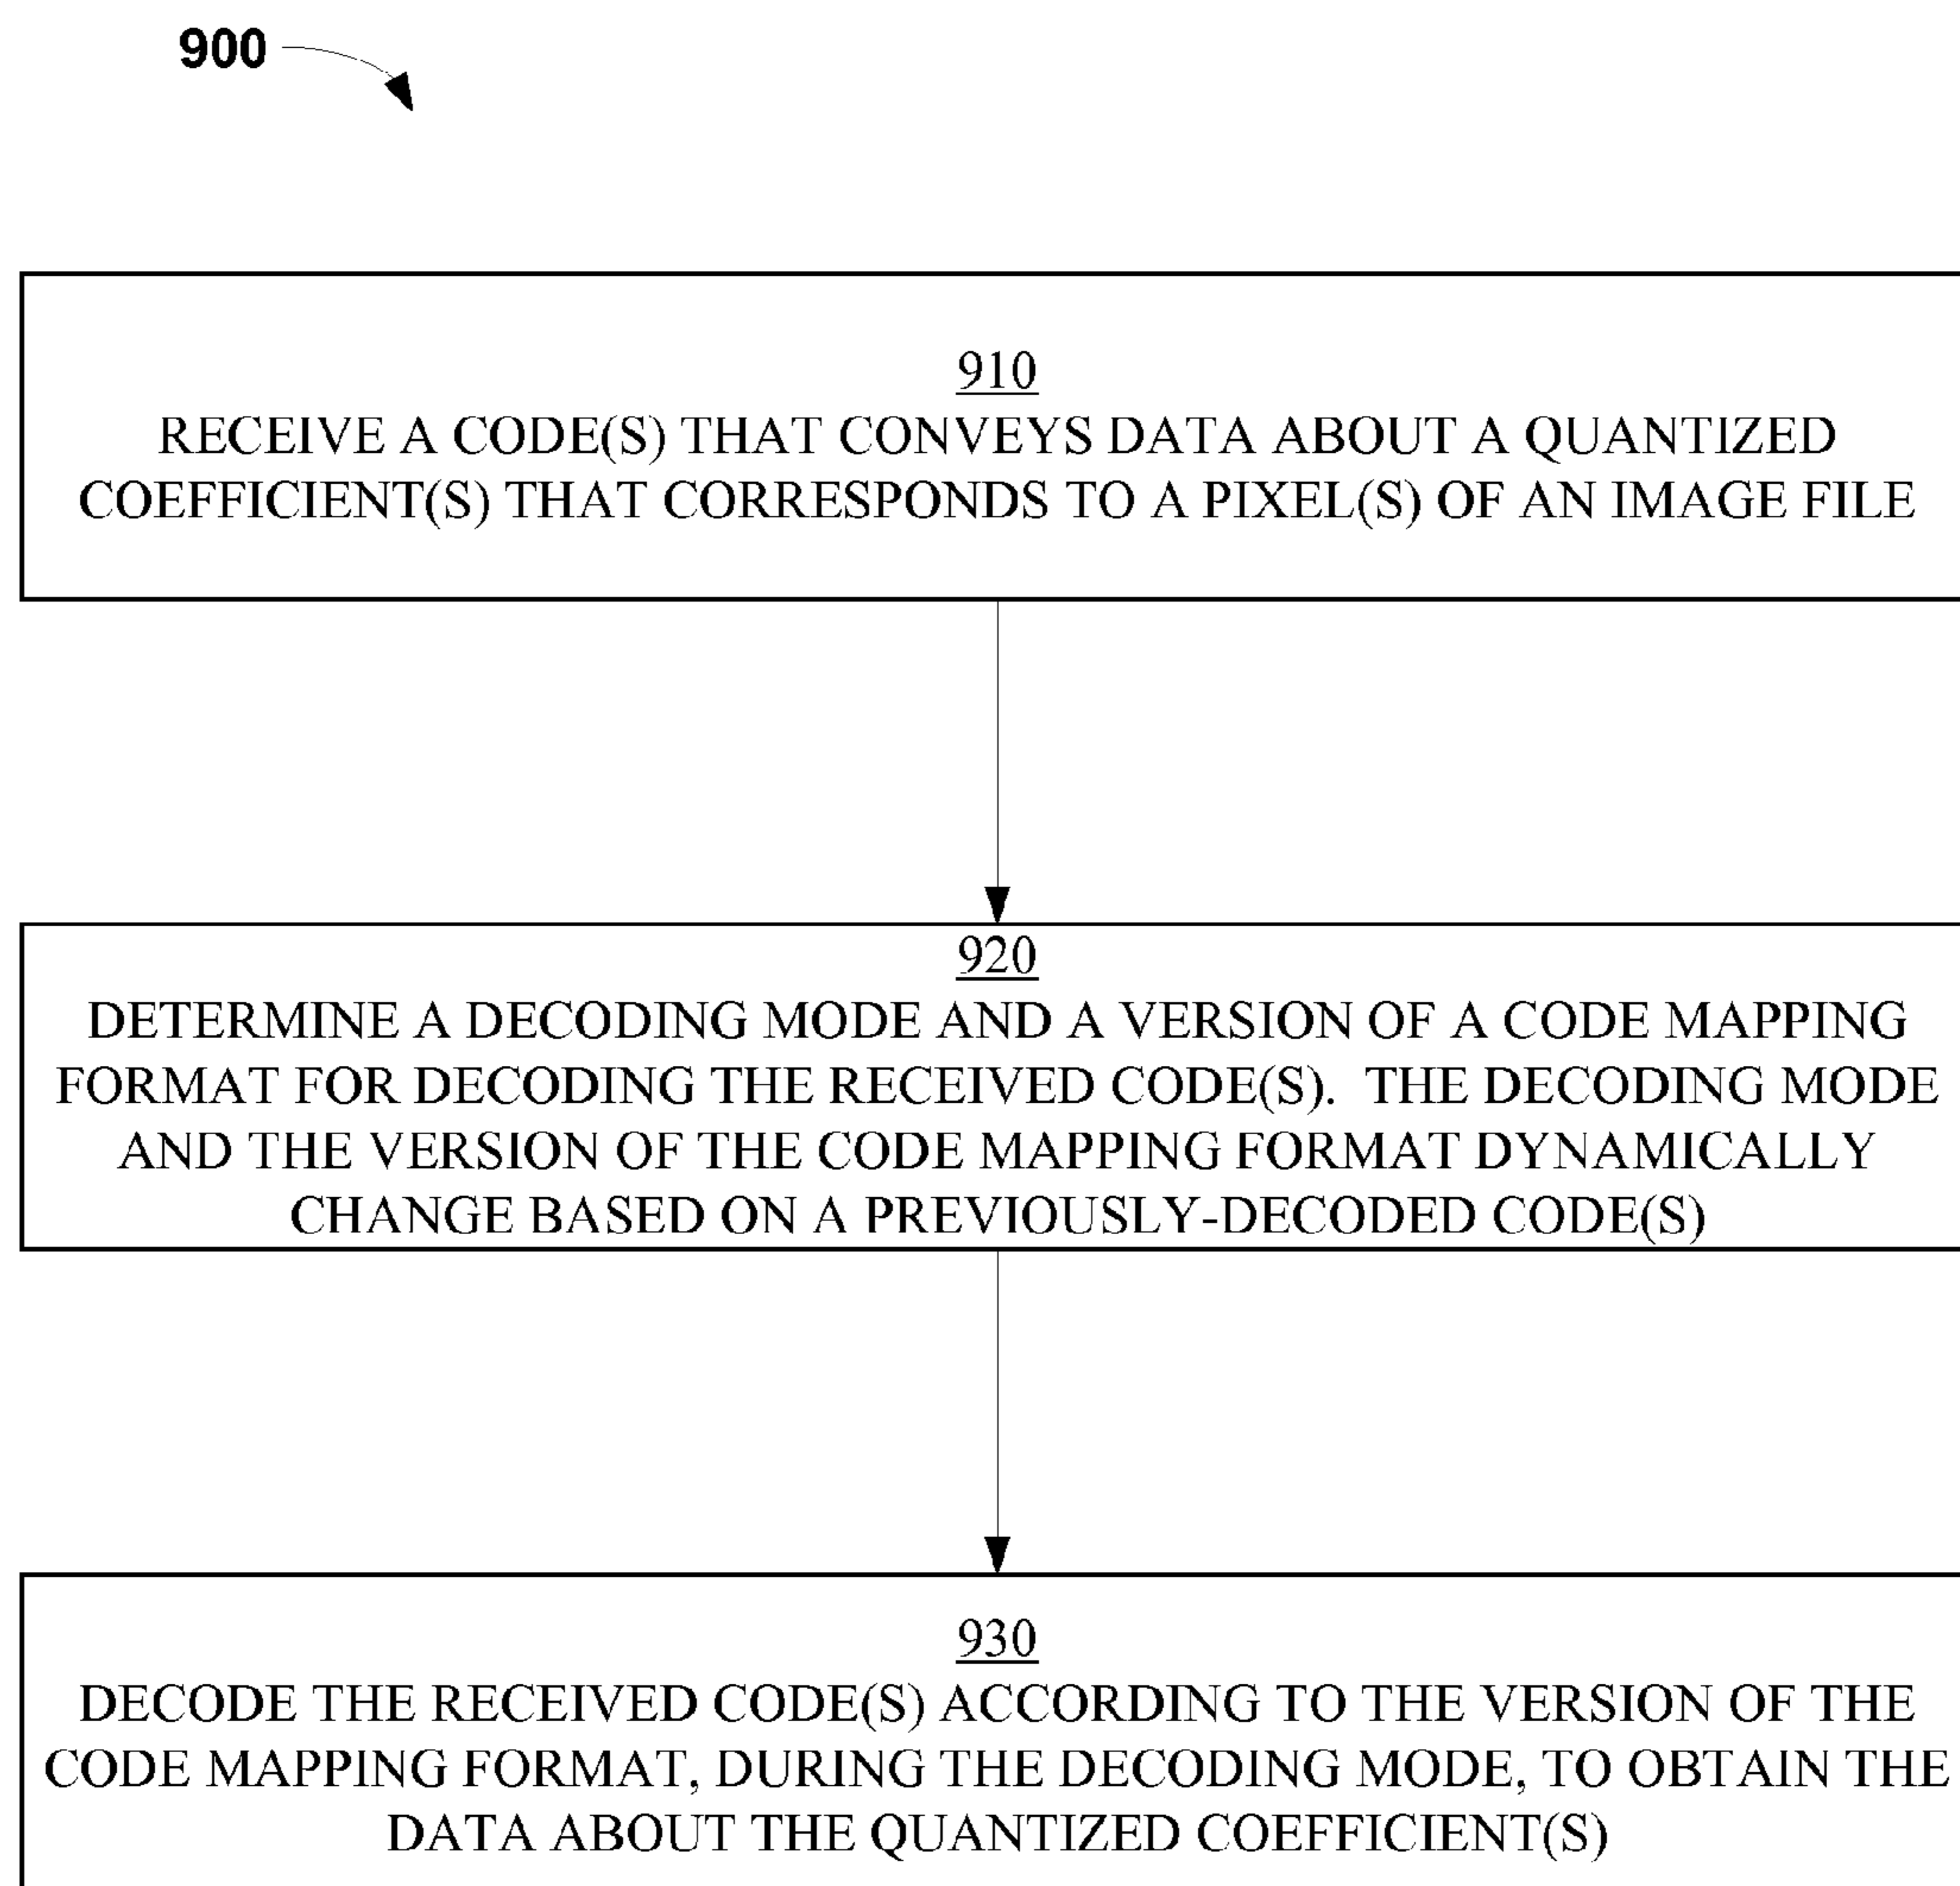 900
910
RECEIVE A CODE(S) THAT CONVEYS DATA ABOUT A QUANTIZED
COEFFICIENT(S) THAT CORRESPONDS TO A PIXEL(S) OF AN IMAGE FILE
920
DETERMINE A DECODING MODE AND A VERSION OF A CODE MAPPING
FORMAT FOR DECODING THE RECEIVED CODE(S). THE DECODING MODE
AND THE VERSION OF THE CODE MAPPING FORMAT DYNAMICALLY
CHANGE BASED ON A PREVIOUSLY-DECODED CODE(S)
930
DECODE THE RECEIVED CODE(S) ACCORDING TO THE VERSION OF THE
CODE MAPPING FORMAT, DURING THE DECODING MODE, TO OBTAIN THE
DATA ABOUT THE QUANTIZED COEFFICIENT(S)